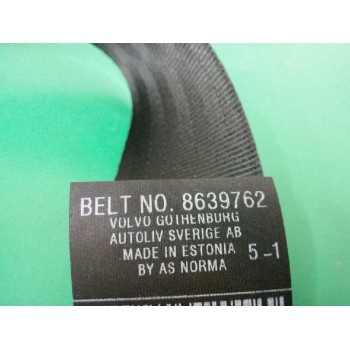 BELT NO. 8639762
VOLVO GOTHENBURG
AUTOLIV SVERIGE AB
MADE IN ESTONIA 5-1
BY AS NORMA